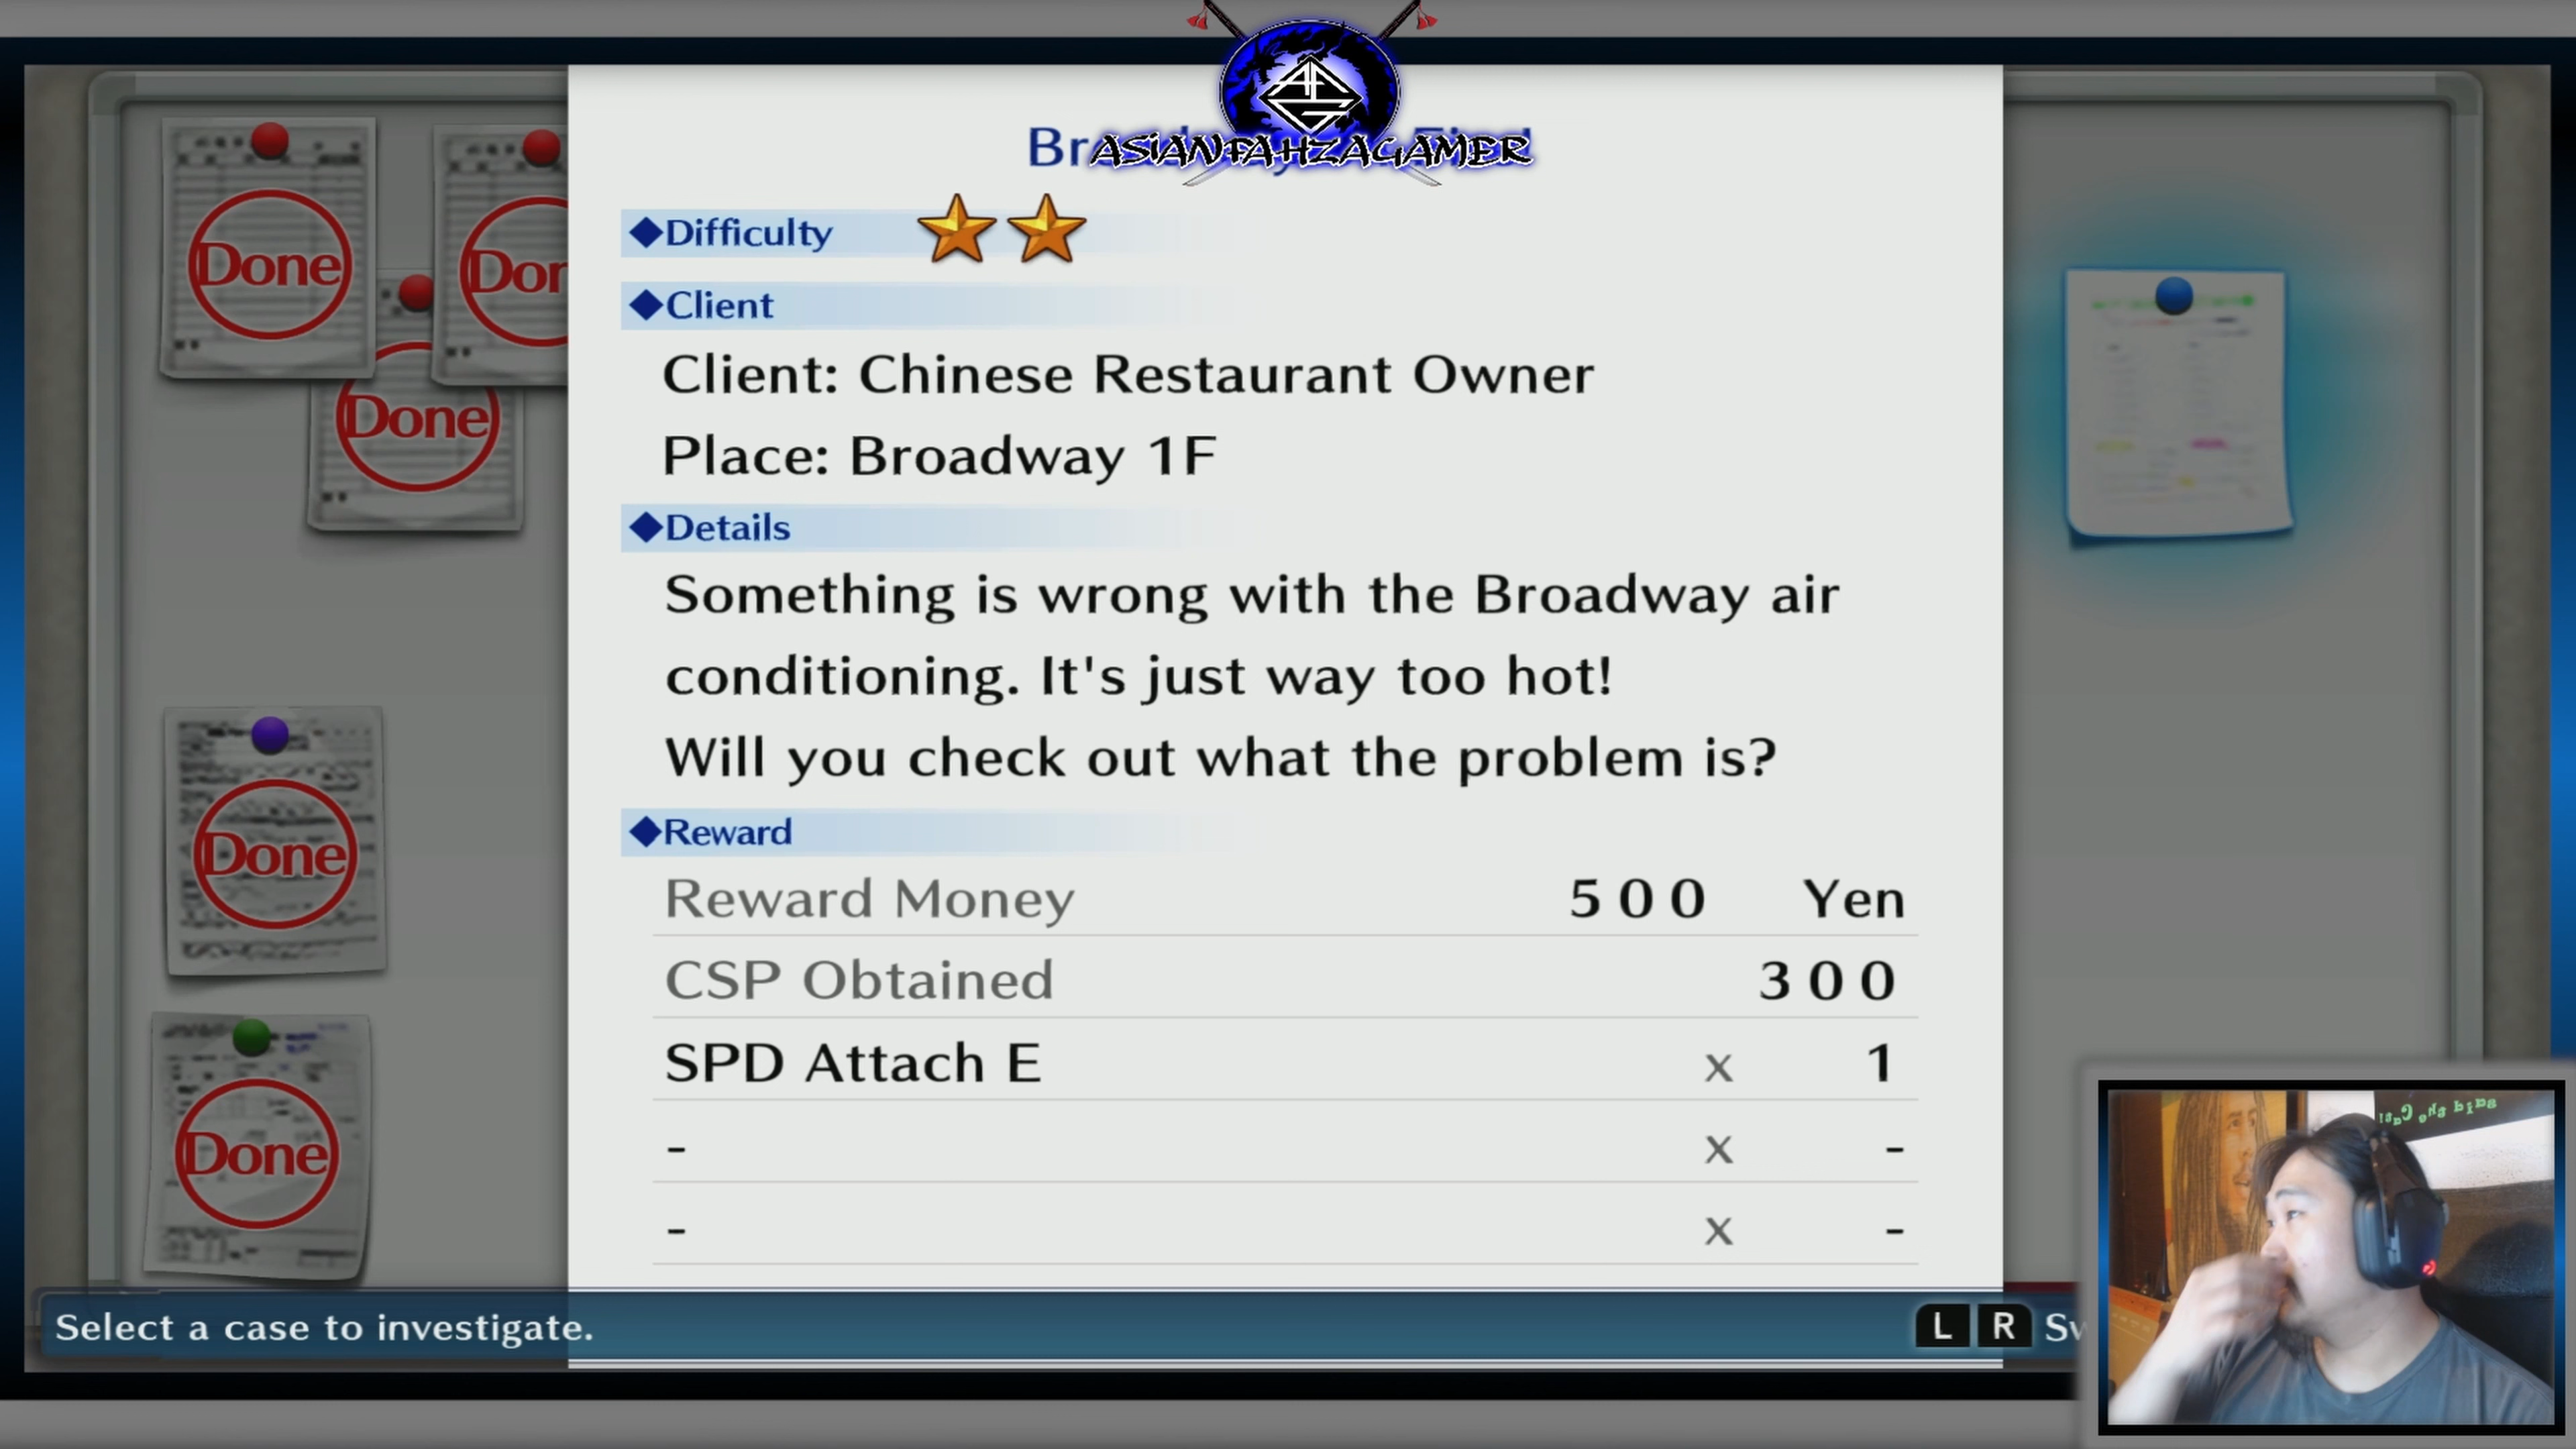 ASIANFAHZAGAMER
Difficulty
Client
Client: Chinese Restaurant Owner
Place: Broadway 1F
Details
Something is wrong with the Broadway air
conditioning. It's just way too hot!
Will you check out what the problem is?
Reward
Reward Money 500 Yen
CSP Obtained 300
SPD Attach E x 1
- x -
- x -
Done
Done
Done
Done
Select a case to investigate.
L R